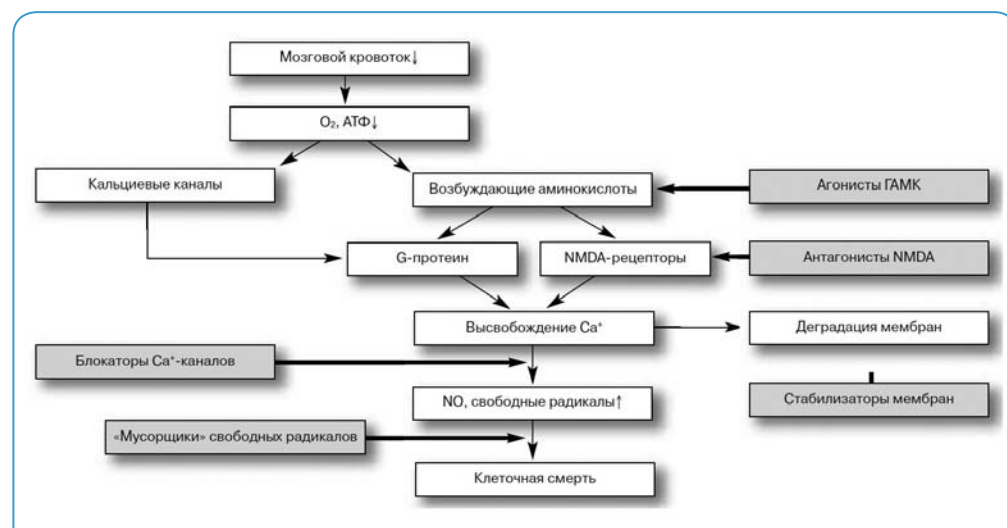 Мозговой кровоток↓
O₂, АТФ↓
Кальциевые каналы
Возбуждающие аминокислоты
Агонисты ГАМК
G-протеин
NMDA-рецепторы
Антагонисты NMDA
Высвобождение Ca⁺
Деградация мембран
Блокаторы Ca⁺-каналов
NO, свободные радикалы↑
Стабилизаторы мембран
«Мусорщики» свободных радикалов
Клеточная смерть